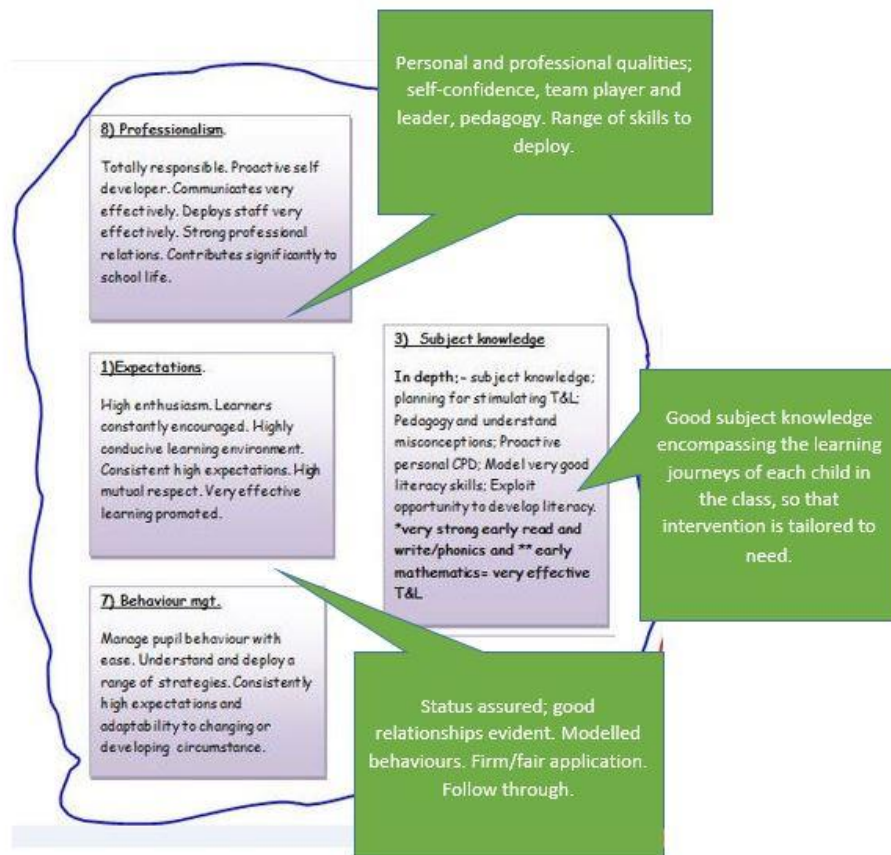 Personal and professional qualities;
self-confidence, team player and
leader, pedagogy. Range of skills to
deploy.
8) Professionalism.
Totally responsible. Proactive self
developer. Communicates very
effectively. Deploys staff very
effectively. Strong professional
relations. Contributes significantly to
school life.
1)Expectations.
High enthusiasm. Learners
constantly encouraged. Highly
conducive learning environment.
Consistent high expectations. High
mutual respect. Very effective
learning promoted.
3) Subject knowledge
In depth:- subject knowledge;
planning for stimulating T&L;
Pedagogy and understand
misconceptions; Proactive
personal CPD; Model very good
literacy skills; Exploit
opportunity to develop literacy.
*very strong early read and
write/phonics and ** early
mathematics= very effective
T&L
Good subject knowledge
encompassing the learning
journeys of each child in
the class, so that
intervention is tailored to
need.
7) Behaviour mgt.
Manage pupil behaviour with
ease. Understand and deploy a
range of strategies. Consistently
high expectations and
adaptability to changing or
developing circumstance.
Status assured; good
relationships evident. Modelled
behaviours. Firm/fair application.
Follow through.